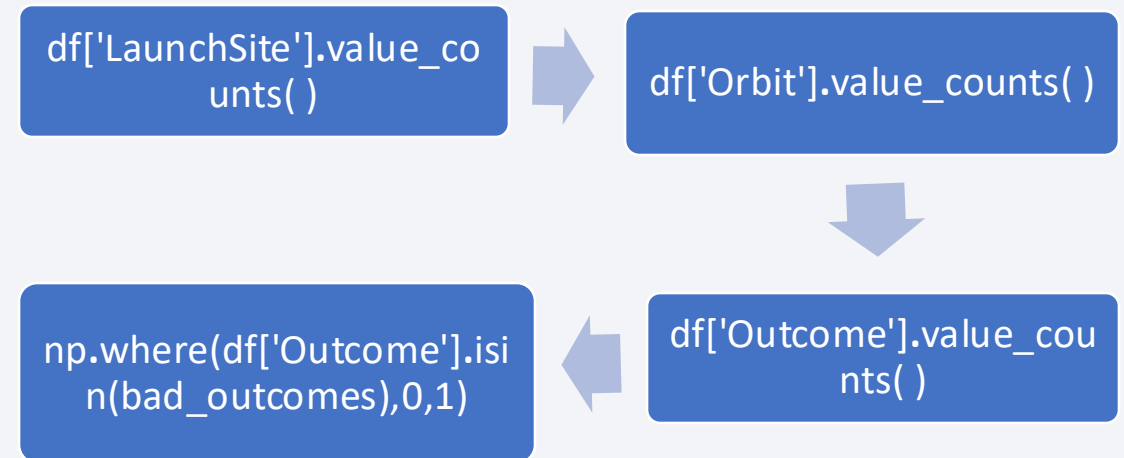 df['LaunchSite'].value_co
unts( )
df['Orbit'].value_counts( )
df['Outcome'].value_cou
nts( )
np.where(df['Outcome'].isi
n(bad_outcomes),0,1)